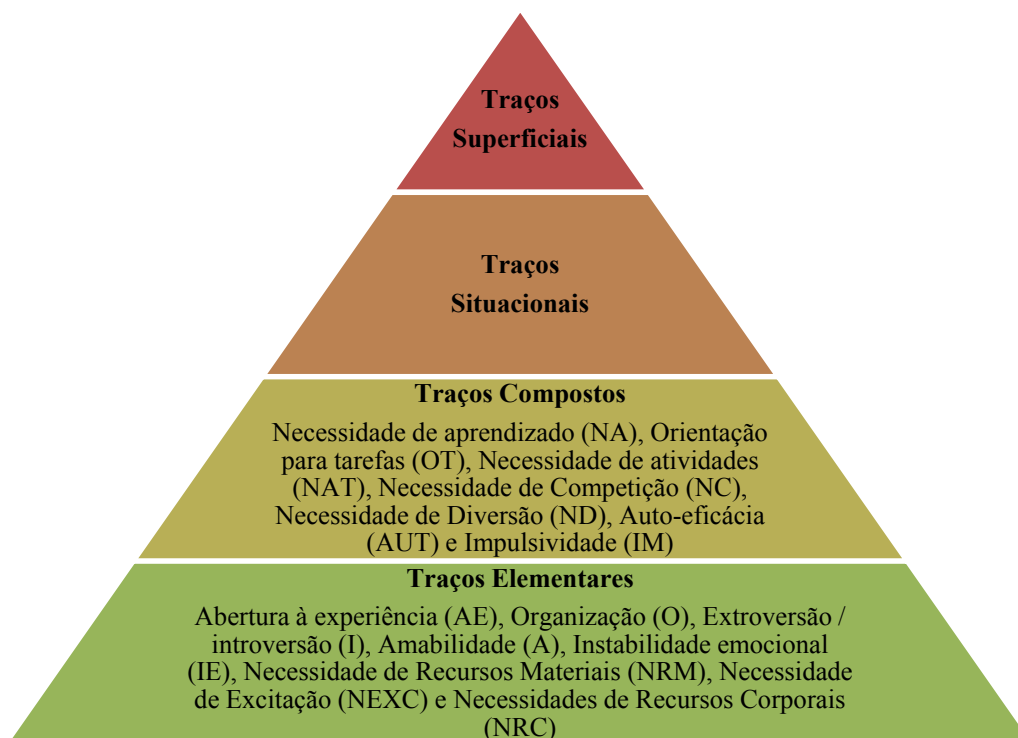 Traços
Superficiais
Traços
Situacionais
Traços Compostos
Necessidade de aprendizado (NA), Orientação
para tarefas (OT), Necessidade de atividades
(NAT), Necessidade de Competição (NC),
Necessidade de Diversão (ND), Auto-eficácia
(AUT) e Impulsividade (IM)
Traços Elementares
Abertura à experiência (AE), Organização (O), Extroversão /
introversão (I), Amabilidade (A), Instabilidade emocional
(IE), Necessidade de Recursos Materiais (NRM), Necessidade
de Excitação (NEXC) e Necessidades de Recursos Corporais
(NRC)